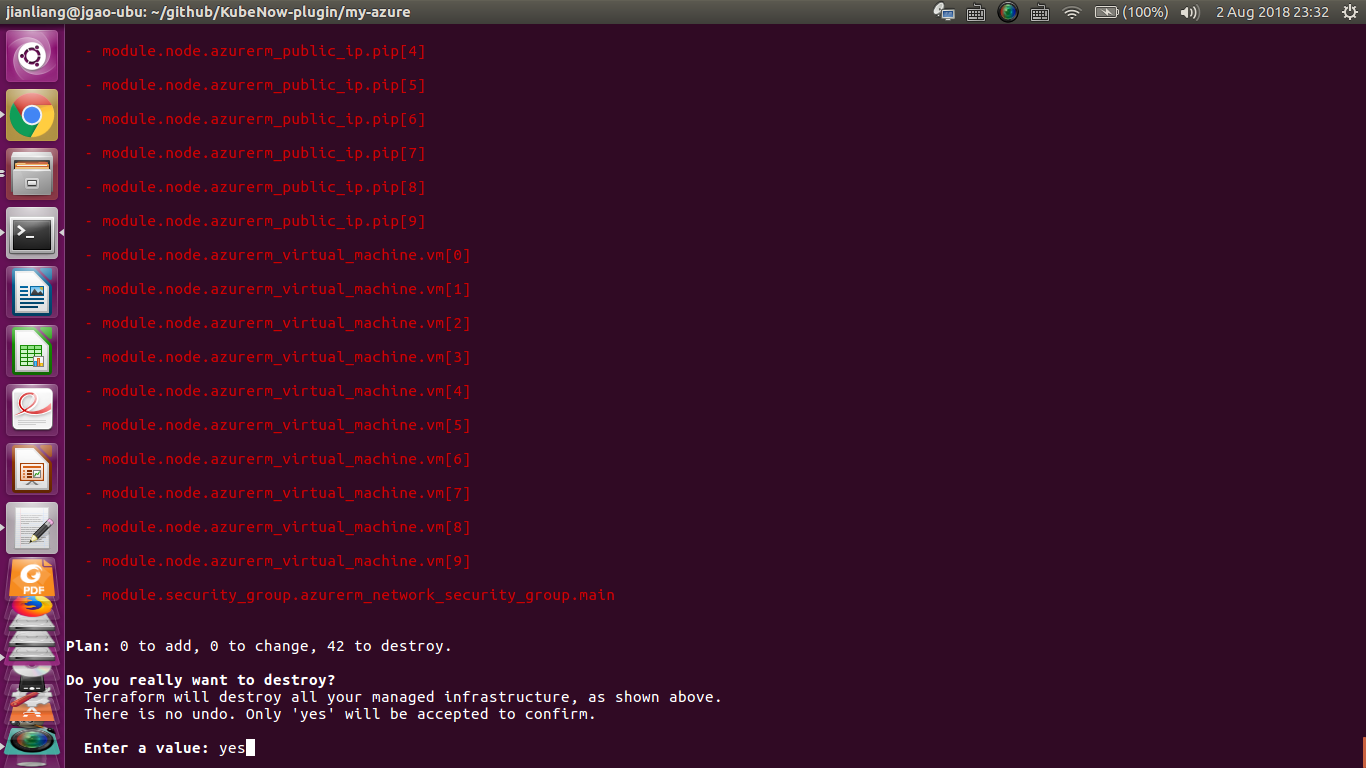 jianliang@jgao-ubu: ~/github/KubeNow-plugin/my-azure
(100%)
2 Aug 2018 23:32
- module.node.azurerm_public_ip.pip[4]
- module.node.azurerm_public_ip.pip[5]
- module.node.azurerm_public_ip.pip[6]
- module.node.azurerm_public_ip.pip[7]
- module.node.azurerm_public_ip.pip[8]
- module.node.azurerm_public_ip.pip[9]
- module.node.azurerm_virtual_machine.vm[0]
- module.node.azurerm_virtual_machine.vm[1]
- module.node.azurerm_virtual_machine.vm[2]
- module.node.azurerm_virtual_machine.vm[3]
- module.node.azurerm_virtual_machine.vm[4]
- module.node.azurerm_virtual_machine.vm[5]
- module.node.azurerm_virtual_machine.vm[6]
- module.node.azurerm_virtual_machine.vm[7]
- module.node.azurerm_virtual_machine.vm[8]
- module.node.azurerm_virtual_machine.vm[9]
- module.security_group.azurerm_network_security_group.main
PDF
Plan: 0 to add, 0 to change, 42 to destroy.
Do you really want to destroy?
Terraform will destroy all your managed infrastructure, as shown above.
There is no undo. Only 'yes' will be accepted to confirm.
Enter a value: yes